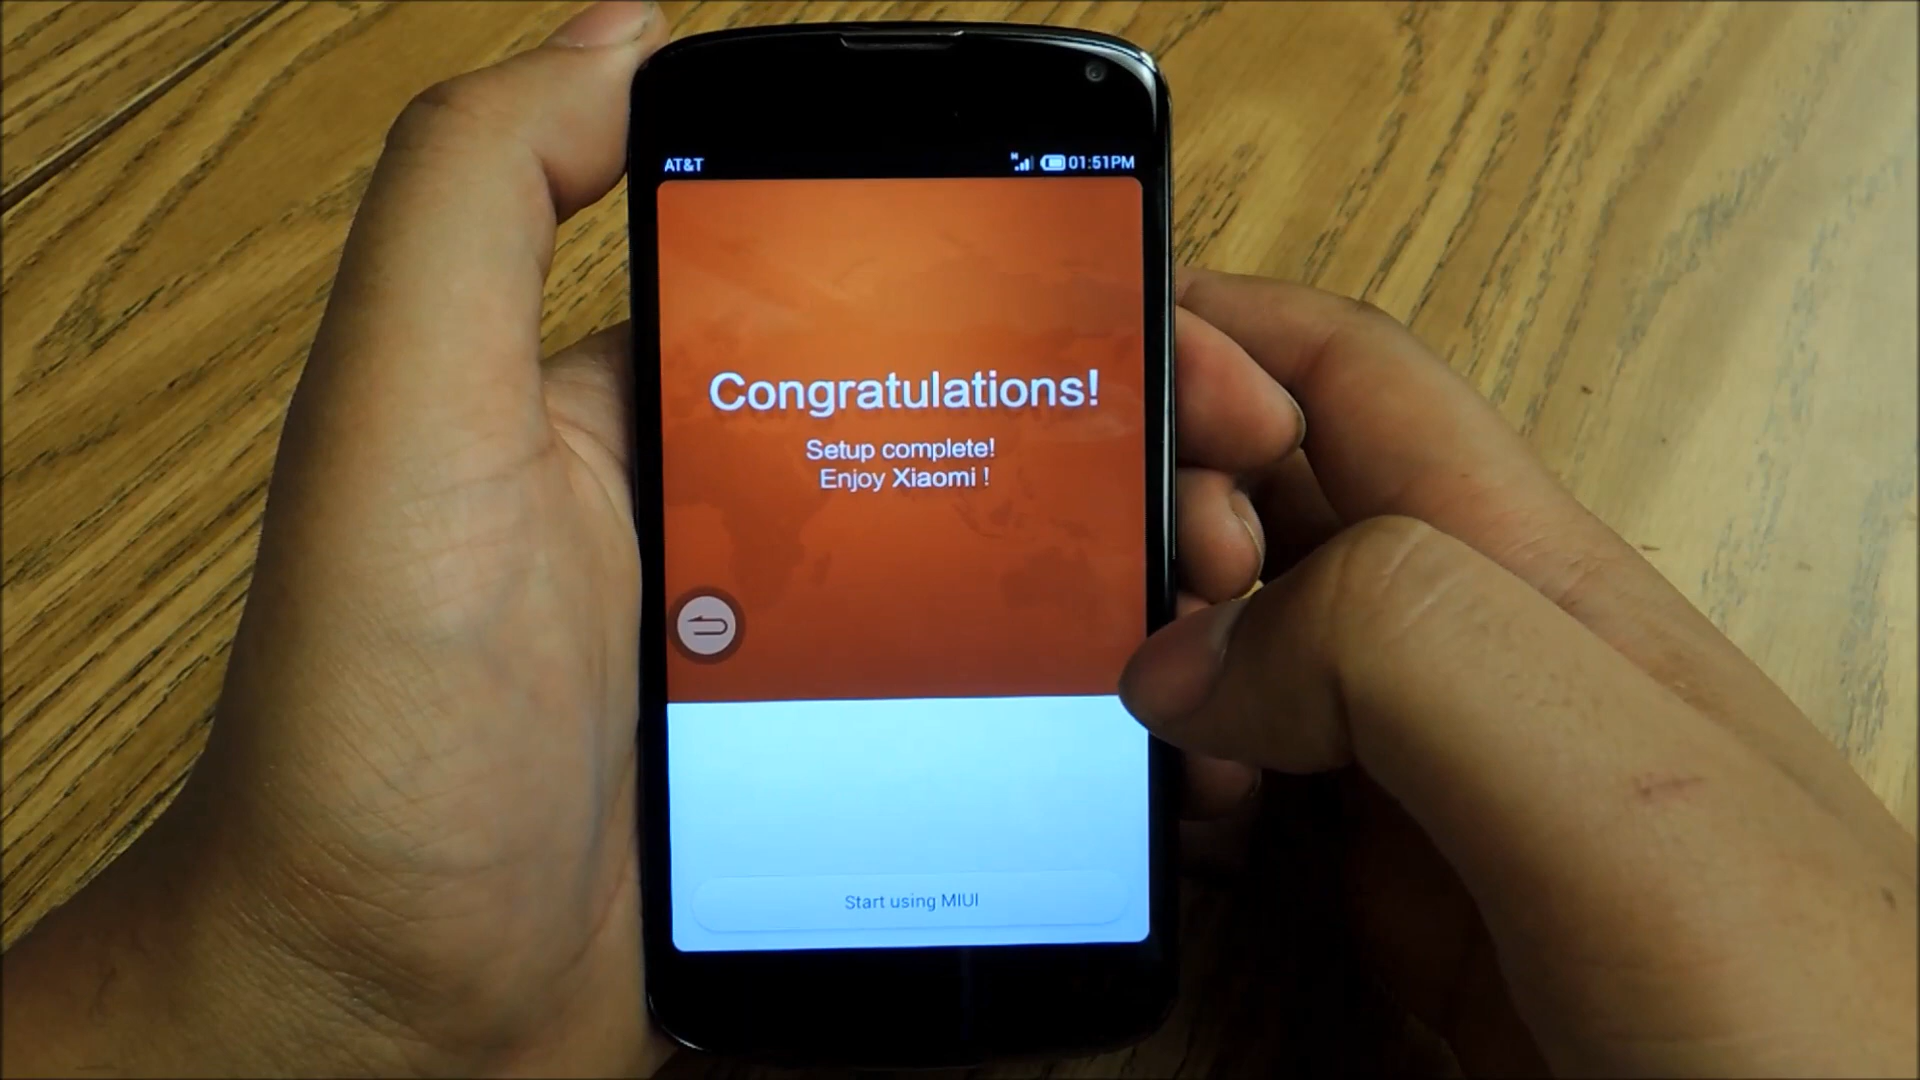 AT&T
H 01:51PM
Congratulations!
Setup complete!
Enjoy Xiaomi !
Start using MIUI